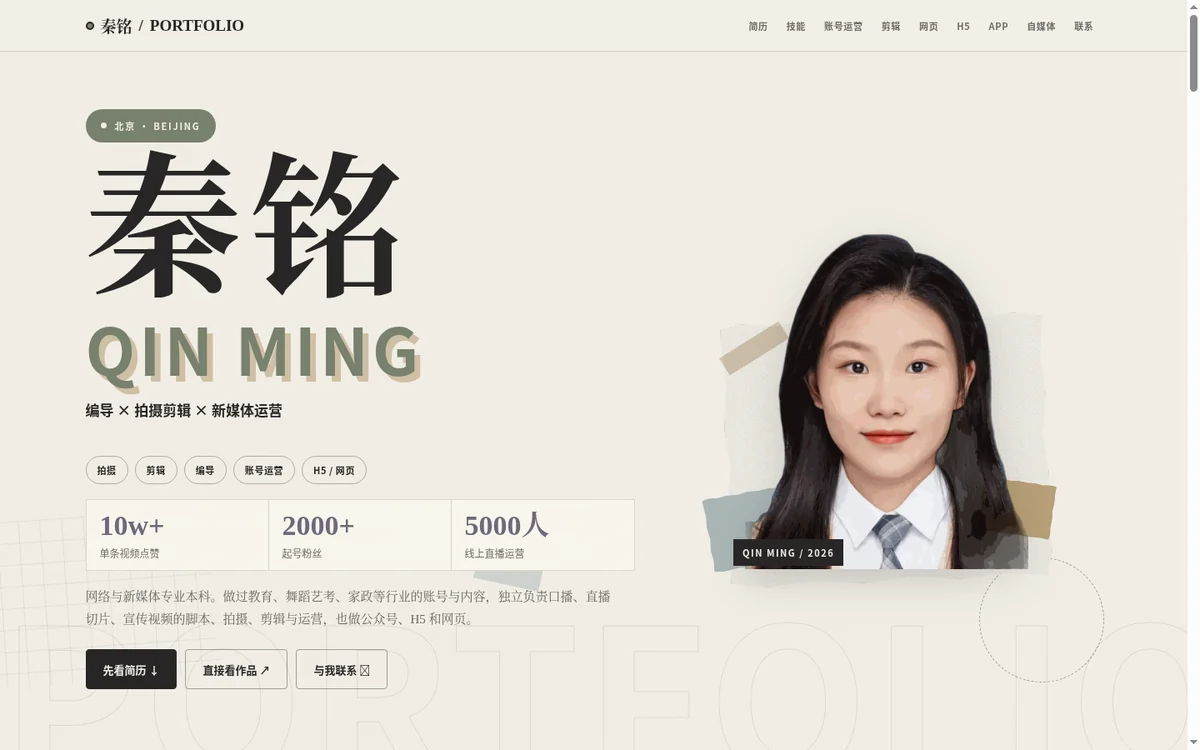 秦铭 / PORTFOLIO
简历 技能 账号运营 剪辑 网页 H5 APP 自媒体 联系
北京 · BEIJING
秦铭
QIN MING
编导 × 拍摄剪辑 × 新媒体运营
拍摄 剪辑 编导 账号运营 H5 / 网页
10w+ 2000+ 5000人
单条视频点赞 起号粉丝 线上直播运营
QIN MING / 2026
网络与新媒体专业本科。做过教育、舞蹈艺考、家政等行业的账号与内容，独立负责口播、直播
切片、宣传视频的脚本、拍摄、剪辑与运营，也做公众号、H5 和网页。
先看简历 ↓ 直接看作品 ↗ 与我联系
PORTFOLIO